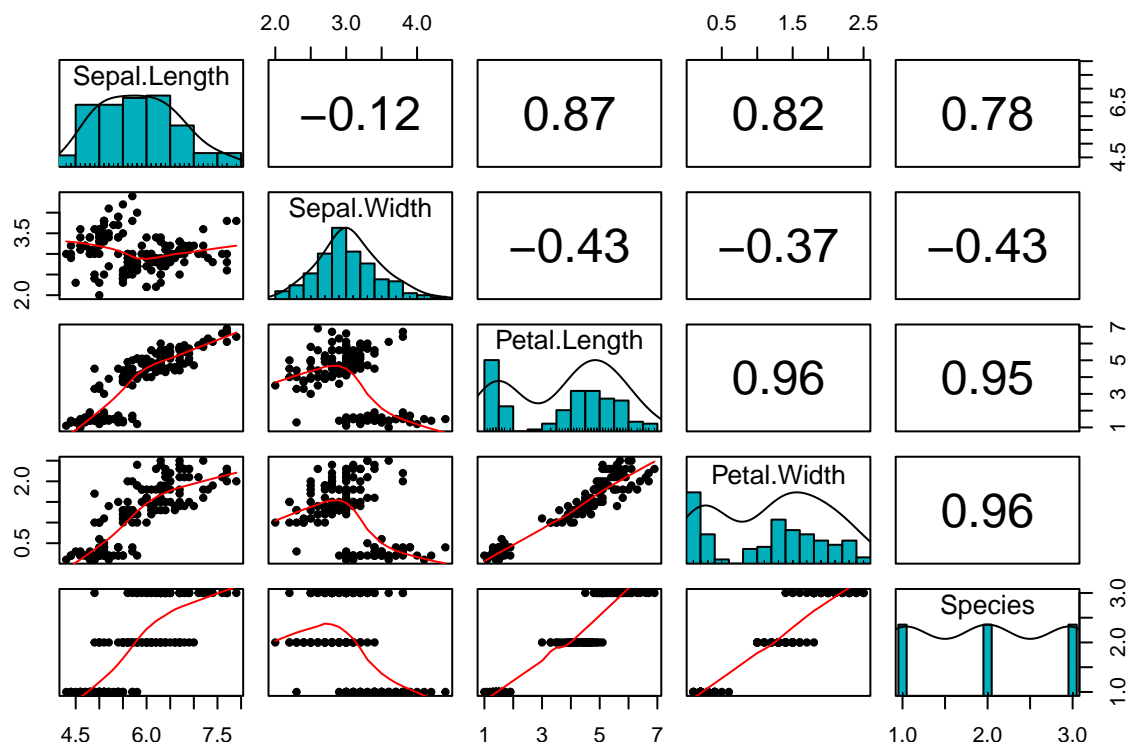 2.0 3.0 4.0 0.5 1.5 2.5
Sepal.Length −0.12 0.87 0.82 0.78 4.5 6.5
2.0 3.5 Sepal.Width −0.43 −0.37 −0.43
Petal.Length 0.96 0.95 1 3 5 7
0.5 2.0 Petal.Width 0.96
Species 1.0 2.0 3.0
4.5 6.0 7.5 1 3 5 7 1.0 2.0 3.0